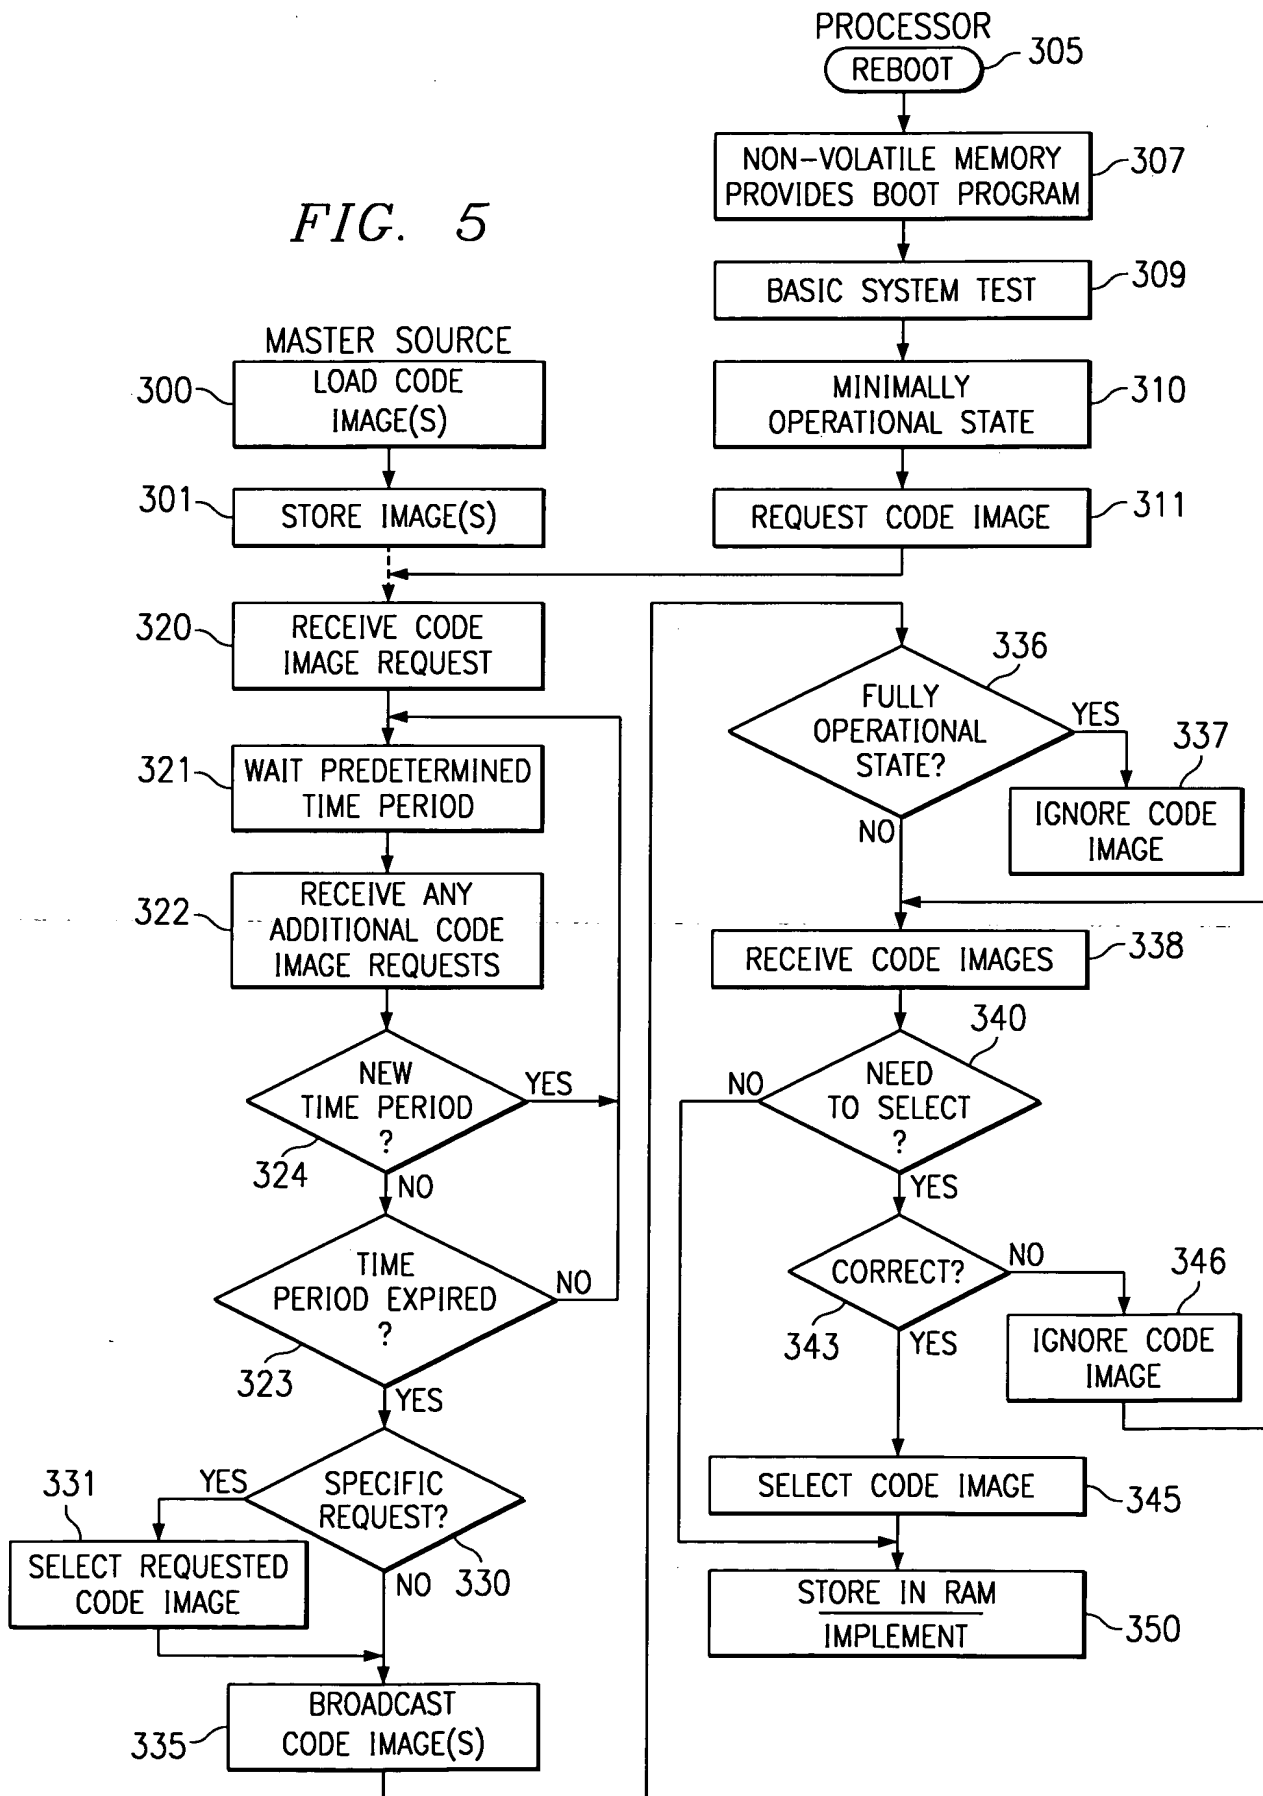 PROCESSOR
REBOOT
305
NON-VOLATILE MEMORY
PROVIDES BOOT PROGRAM
307
FIG. 5
BASIC SYSTEM TEST
309
MINIMALLY
OPERATIONAL STATE
310
REQUEST CODE IMAGE
311
MASTER SOURCE
300
LOAD CODE
IMAGE(S)
301
STORE IMAGE(S)
320
RECEIVE CODE
IMAGE REQUEST
321
WAIT PREDETERMINED
TIME PERIOD
322
RECEIVE ANY
ADDITIONAL CODE
IMAGE REQUESTS
NEW
TIME PERIOD
?
YES
324
NO
TIME
PERIOD EXPIRED
?
NO
323
YES
SPECIFIC
REQUEST?
YES
331
330
NO
SELECT REQUESTED
CODE IMAGE
335
BROADCAST
CODE IMAGE(S)
336
FULLY
OPERATIONAL
STATE?
YES
337
NO
IGNORE CODE
IMAGE
RECEIVE CODE IMAGES
338
340
NO
NEED
TO SELECT
?
YES
CORRECT?
NO
343
YES
346
IGNORE CODE
IMAGE
SELECT CODE IMAGE
345
STORE IN RAM
IMPLEMENT
350